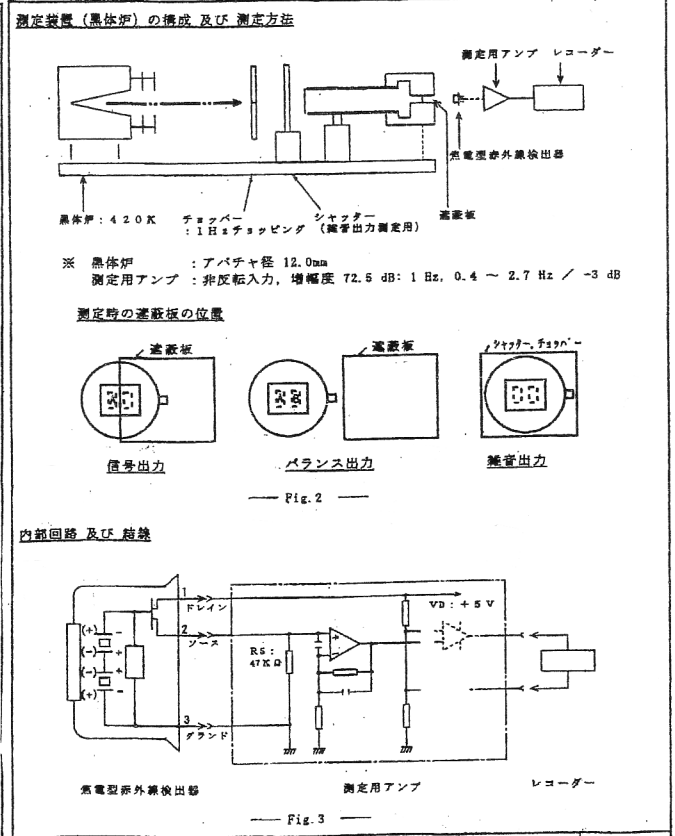 測定装置（黒体炉）の構成 及び 測定方法
測定用アンプ レコーダー
焦電型赤外線検出器
黒体炉：４２０Ｋ
チョッパー
：１Ｈｚチョッピング
シャッター
（雑音出力測定用）
遮蔽板
※ 黒体炉 ：アパチャ径 12.0mm
測定用アンプ ：非反転入力, 増幅度 72.5 dB: 1 Hz, 0.4 ～ 2.7 Hz ／ -3 dB
測定時の遮蔽板の位置
遮蔽板
遮蔽板
シャッター,チョッパー
信号出力
バランス出力
雑音出力
Fig.2
内部回路 及び 結線
1
ドレイン
2
ソース
3
グランド
(+) -
(-) +
(-) +
(+) -
RS:
47KΩ
+
-
VD: +5V
焦電型赤外線検出器
測定用アンプ
レコーダー
Fig.3